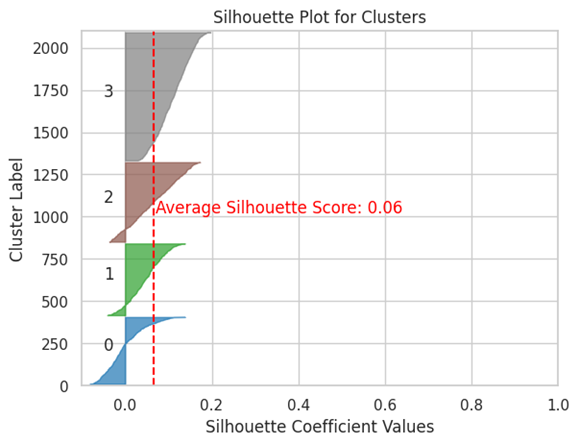 Silhouette Plot for Clusters
2000
1750
1500
1250
1000
750
500
250
0
Cluster Label
3
2
1
0
Average Silhouette Score: 0.06
0.0 0.2 0.4 0.6 0.8 1.0
Silhouette Coefficient Values